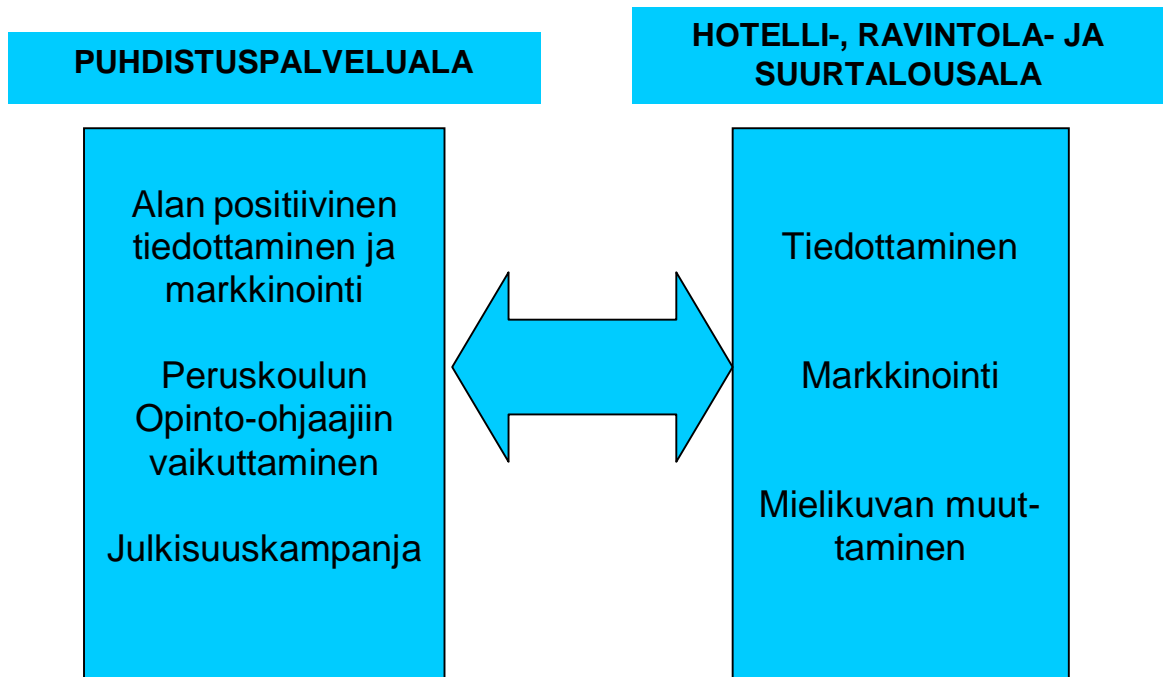 PUHDISTUSPALVELUALA
HOTELLI-, RAVINTOLA- JA
SUURTALOUSALA
Alan positiivinen
tiedottaminen ja
markkinointi
Peruskoulun
Opinto-ohjaajiin
vaikuttaminen
Julkisuuskampanja
Tiedottaminen
Markkinointi
Mielikuvan muut-
taminen